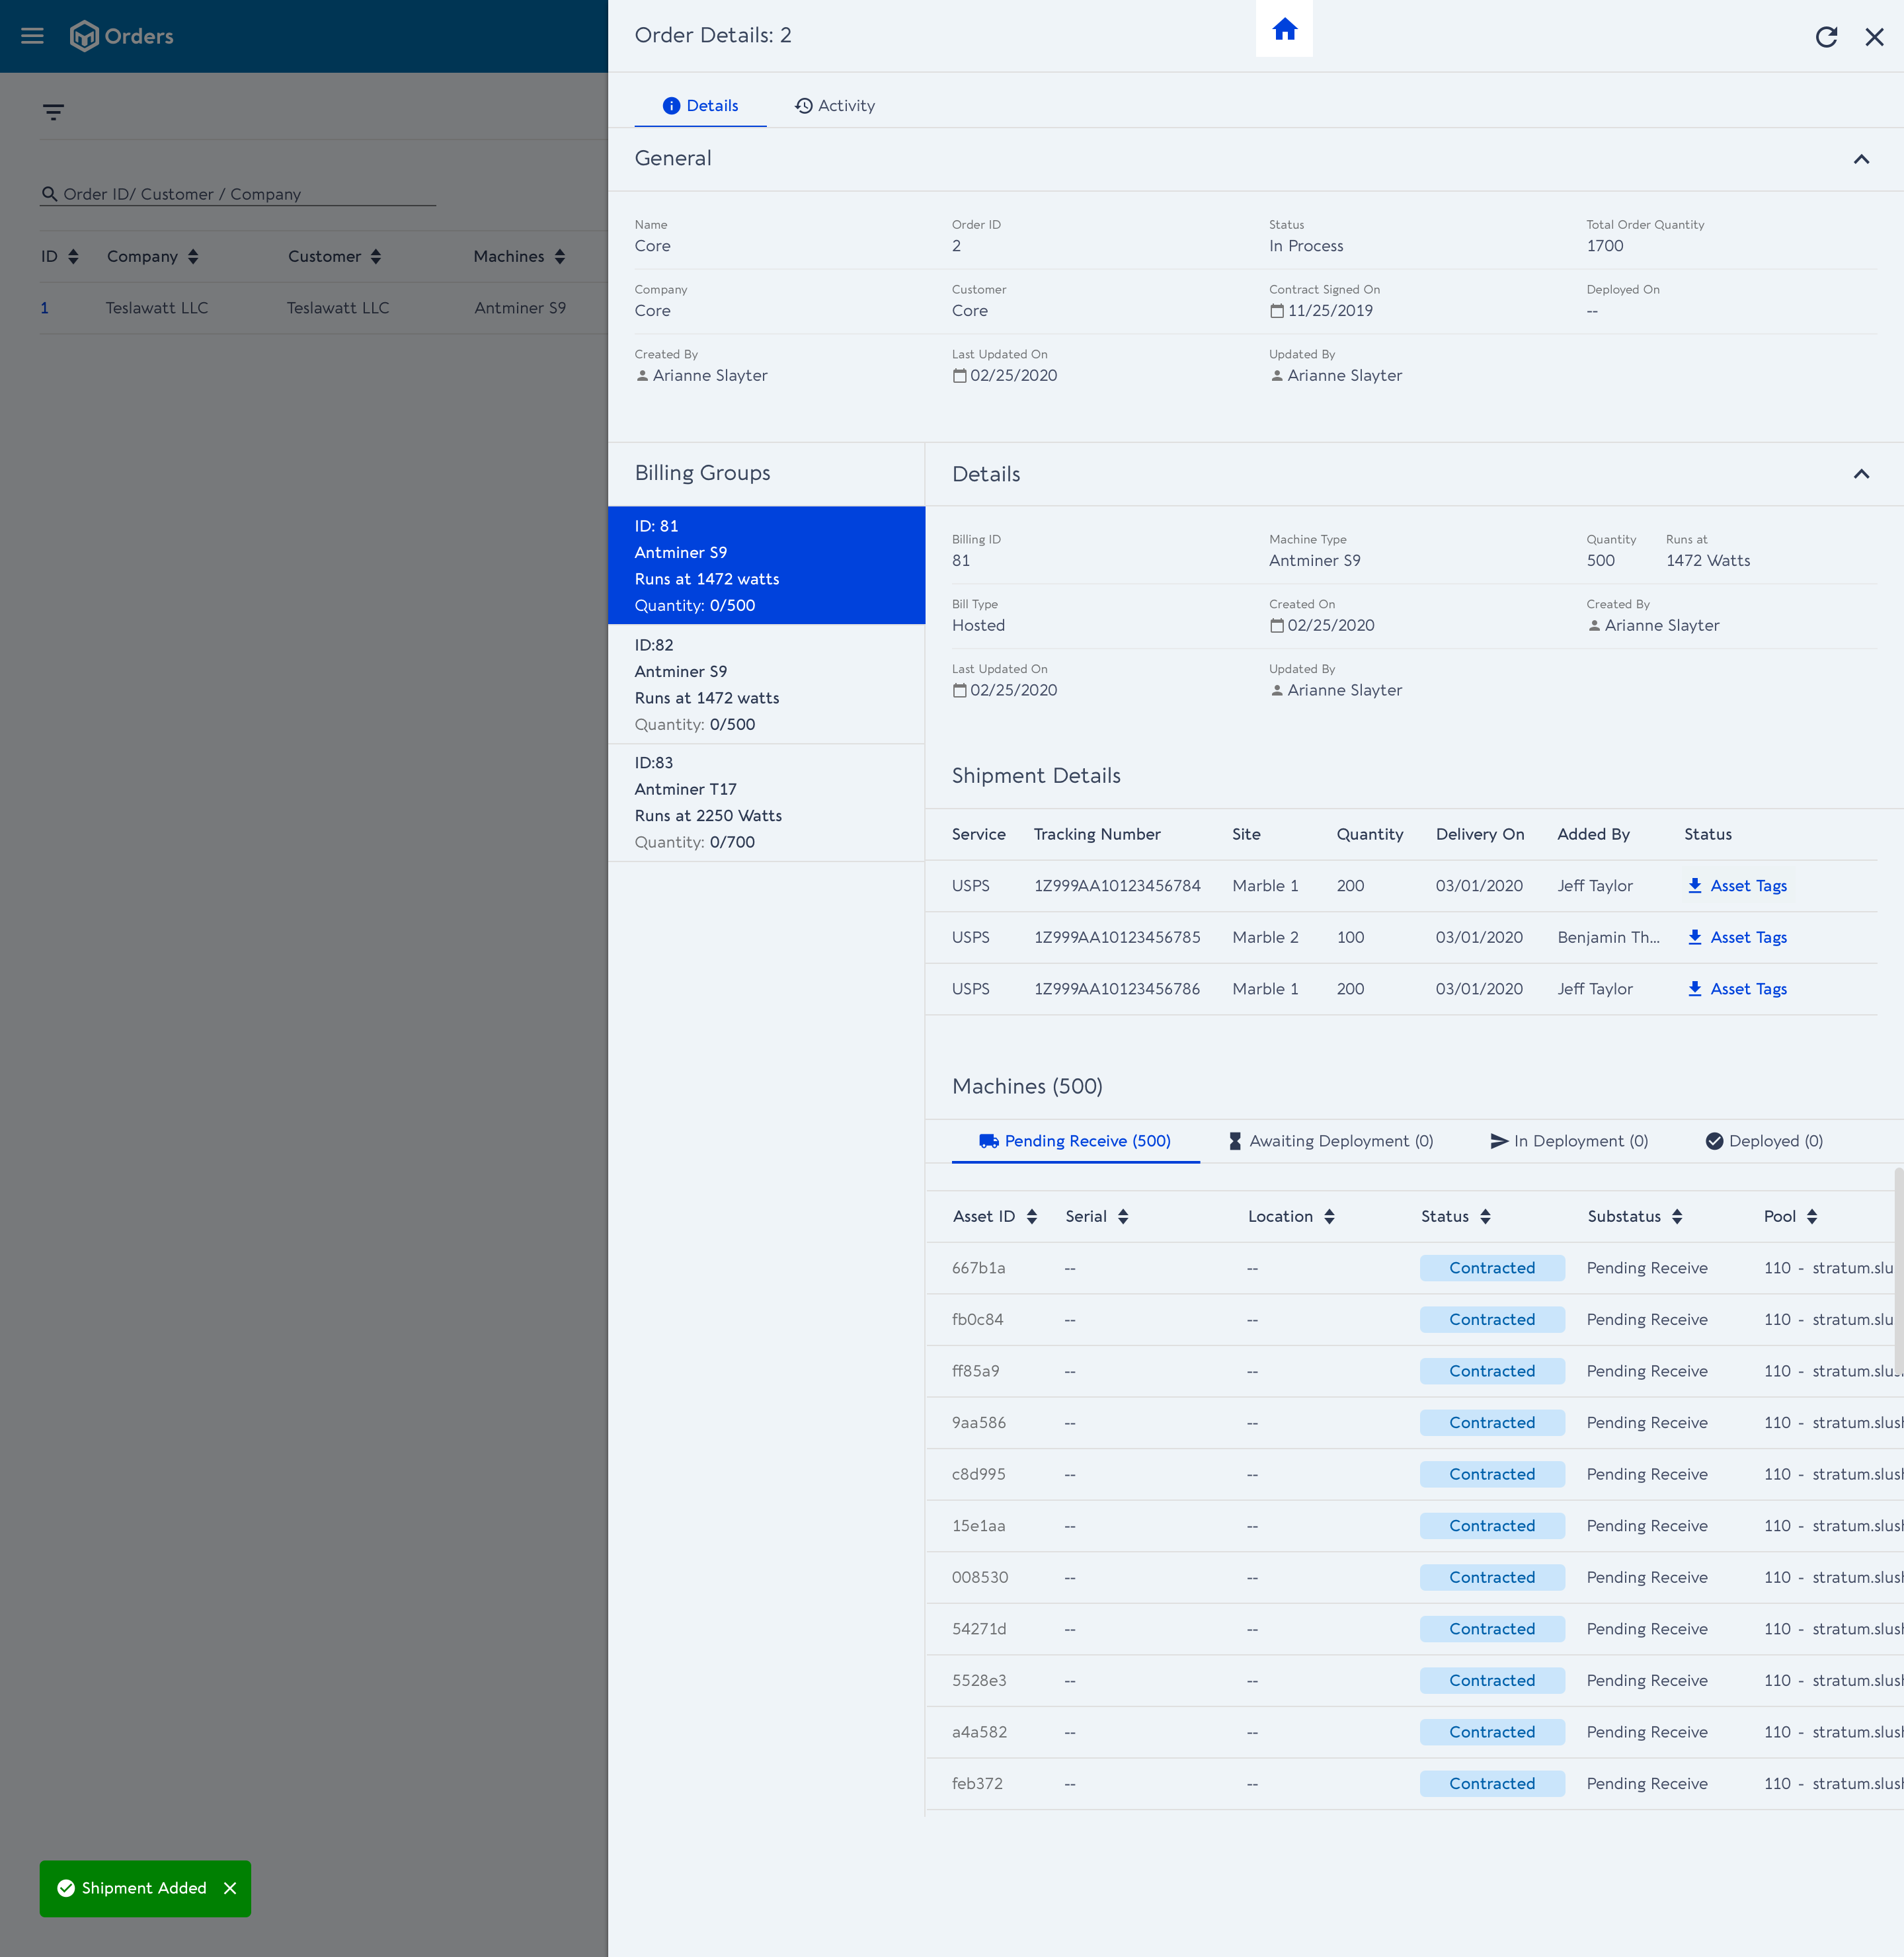 Orders
Order ID/ Customer / Company
ID Company Customer Machines
1 Teslawatt LLC Teslawatt LLC Antminer S9
Shipment Added
Order Details: 2
Details Activity
General
Name Order ID Status Total Order Quantity
Core 2 In Process 1700
Company Customer Contract Signed On Deployed On
Core Core 11/25/2019 --
Created By Last Updated On Updated By
Arianne Slayter 02/25/2020 Arianne Slayter
Billing Groups
ID: 81
Antminer S9
Runs at 1472 watts
Quantity: 0/500
ID:82
Antminer S9
Runs at 1472 watts
Quantity: 0/500
ID:83
Antminer T17
Runs at 2250 Watts
Quantity: 0/700
Details
Billing ID Machine Type Quantity Runs at
81 Antminer S9 500 1472 Watts
Bill Type Created On Created By
Hosted 02/25/2020 Arianne Slayter
Last Updated On Updated By
02/25/2020 Arianne Slayter
Shipment Details
Service Tracking Number Site Quantity Delivery On Added By Status
USPS 1Z999AA10123456784 Marble 1 200 03/01/2020 Jeff Taylor Asset Tags
USPS 1Z999AA10123456785 Marble 2 100 03/01/2020 Benjamin Th... Asset Tags
USPS 1Z999AA10123456786 Marble 1 200 03/01/2020 Jeff Taylor Asset Tags
Machines (500)
Pending Receive (500) Awaiting Deployment (0) In Deployment (0) Deployed (0)
Asset ID Serial Location Status Substatus Pool
667b1a -- -- Contracted Pending Receive 110 - stratum.slu
fb0c84 -- -- Contracted Pending Receive 110 - stratum.slu
ff85a9 -- -- Contracted Pending Receive 110 - stratum.slu
9aa586 -- -- Contracted Pending Receive 110 - stratum.slush
c8d995 -- -- Contracted Pending Receive 110 - stratum.slush
15e1aa -- -- Contracted Pending Receive 110 - stratum.slush
008530 -- -- Contracted Pending Receive 110 - stratum.slush
54271d -- -- Contracted Pending Receive 110 - stratum.slush
5528e3 -- -- Contracted Pending Receive 110 - stratum.slush
a4a582 -- -- Contracted Pending Receive 110 - stratum.slush
feb372 -- -- Contracted Pending Receive 110 - stratum.slush